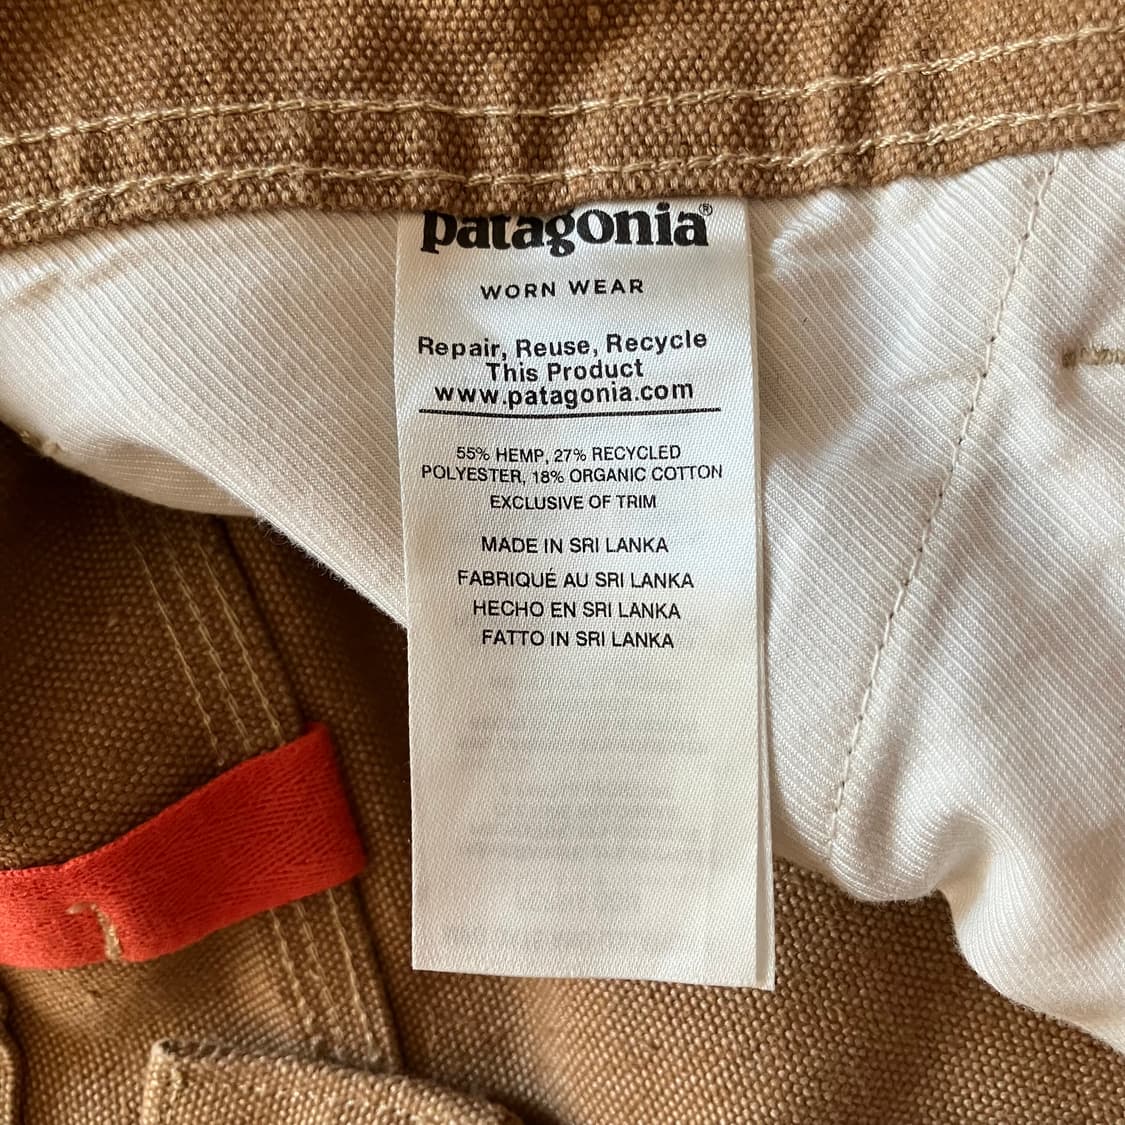 patagonia®
WORN WEAR
Repair, Reuse, Recycle
This Product
www.patagonia.com
55% HEMP, 27% RECYCLED
POLYESTER, 18% ORGANIC COTTON
EXCLUSIVE OF TRIM
MADE IN SRI LANKA
FABRIQUÉ AU SRI LANKA
HECHO EN SRI LANKA
FATTO IN SRI LANKA